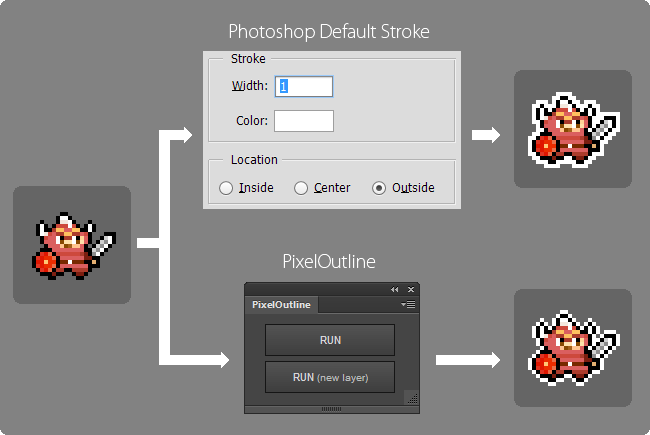 Photoshop Default Stroke
Stroke
Width: 1
Color:
Location
Inside Center Outside
PixelOutline
PixelOutline
RUN
RUN (new layer)